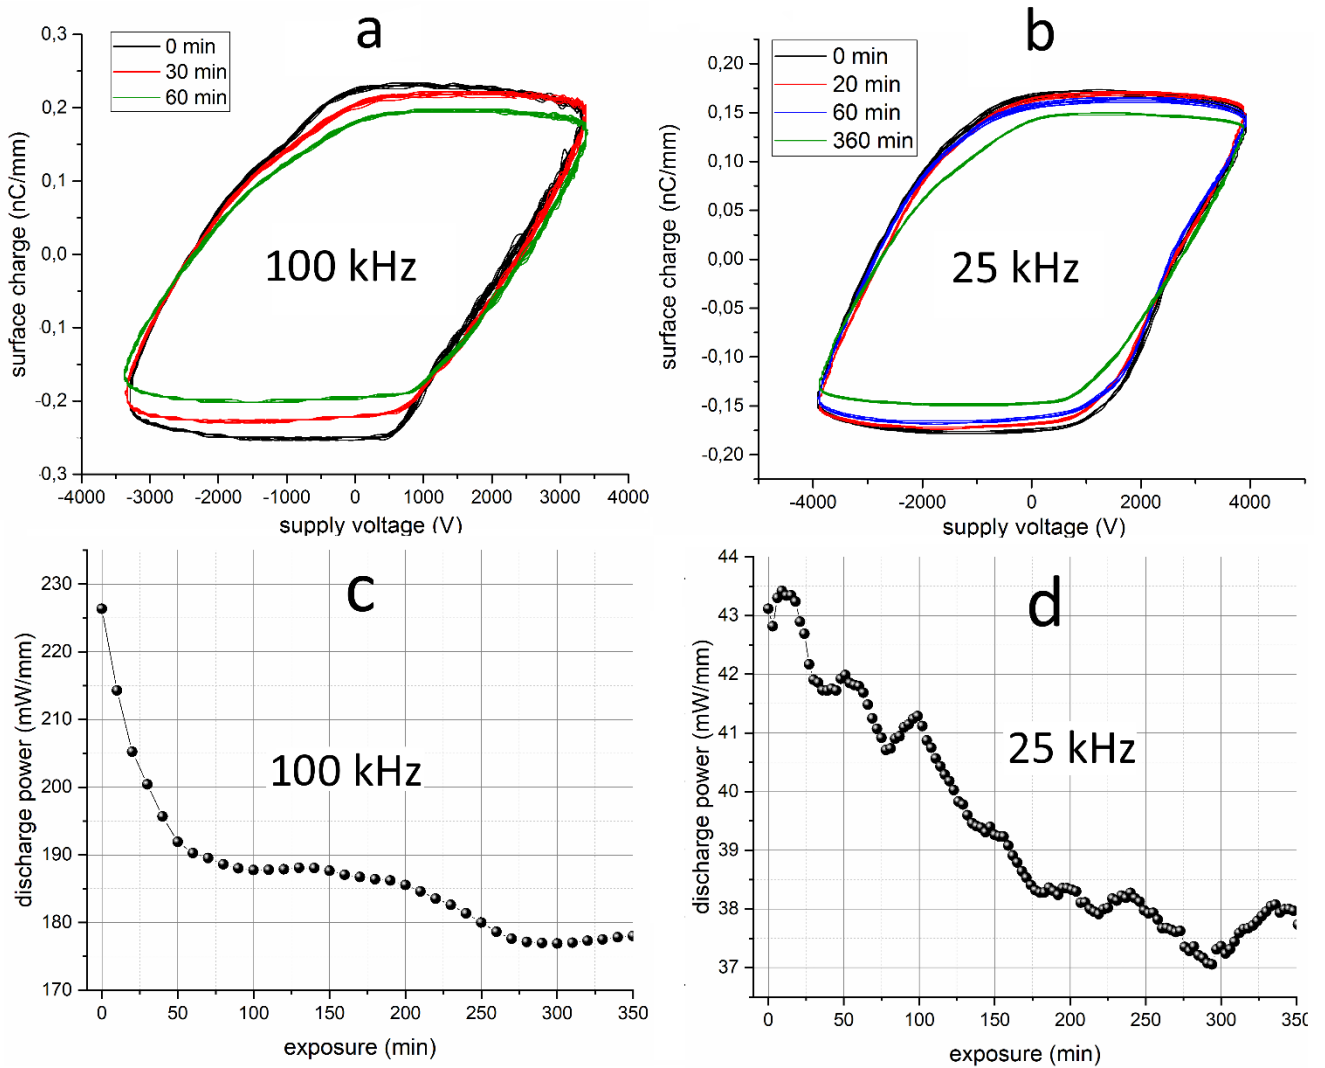 a
0 min
30 min
60 min
0,3
0,2
0,1
0,0
0,1
-0,2
0,3
surface charge (nC/mm)
100 kHz
-4000 -3000 -2000 -1000 0 1000 2000 3000 4000
supply voltage (V)
b
0 min
20 min
60 min
360 min
0,20
0,15
0,10
0,05
0,00
-0,05
-0,10
-0,15
-0,20
surface charge (nC/mm)
25 kHz
-4000 -2000 0 2000 4000
supply voltage (V)
c
230
220
210
200
190
180
170
discharge power (mW/mm)
100 kHz
0 50 100 150 200 250 300 350
exposure (min)
d
44
43
42
41
40
39
38
37
discharge power (mW/mm)
25 kHz
0 50 100 150 200 250 300 350
exposure (min)